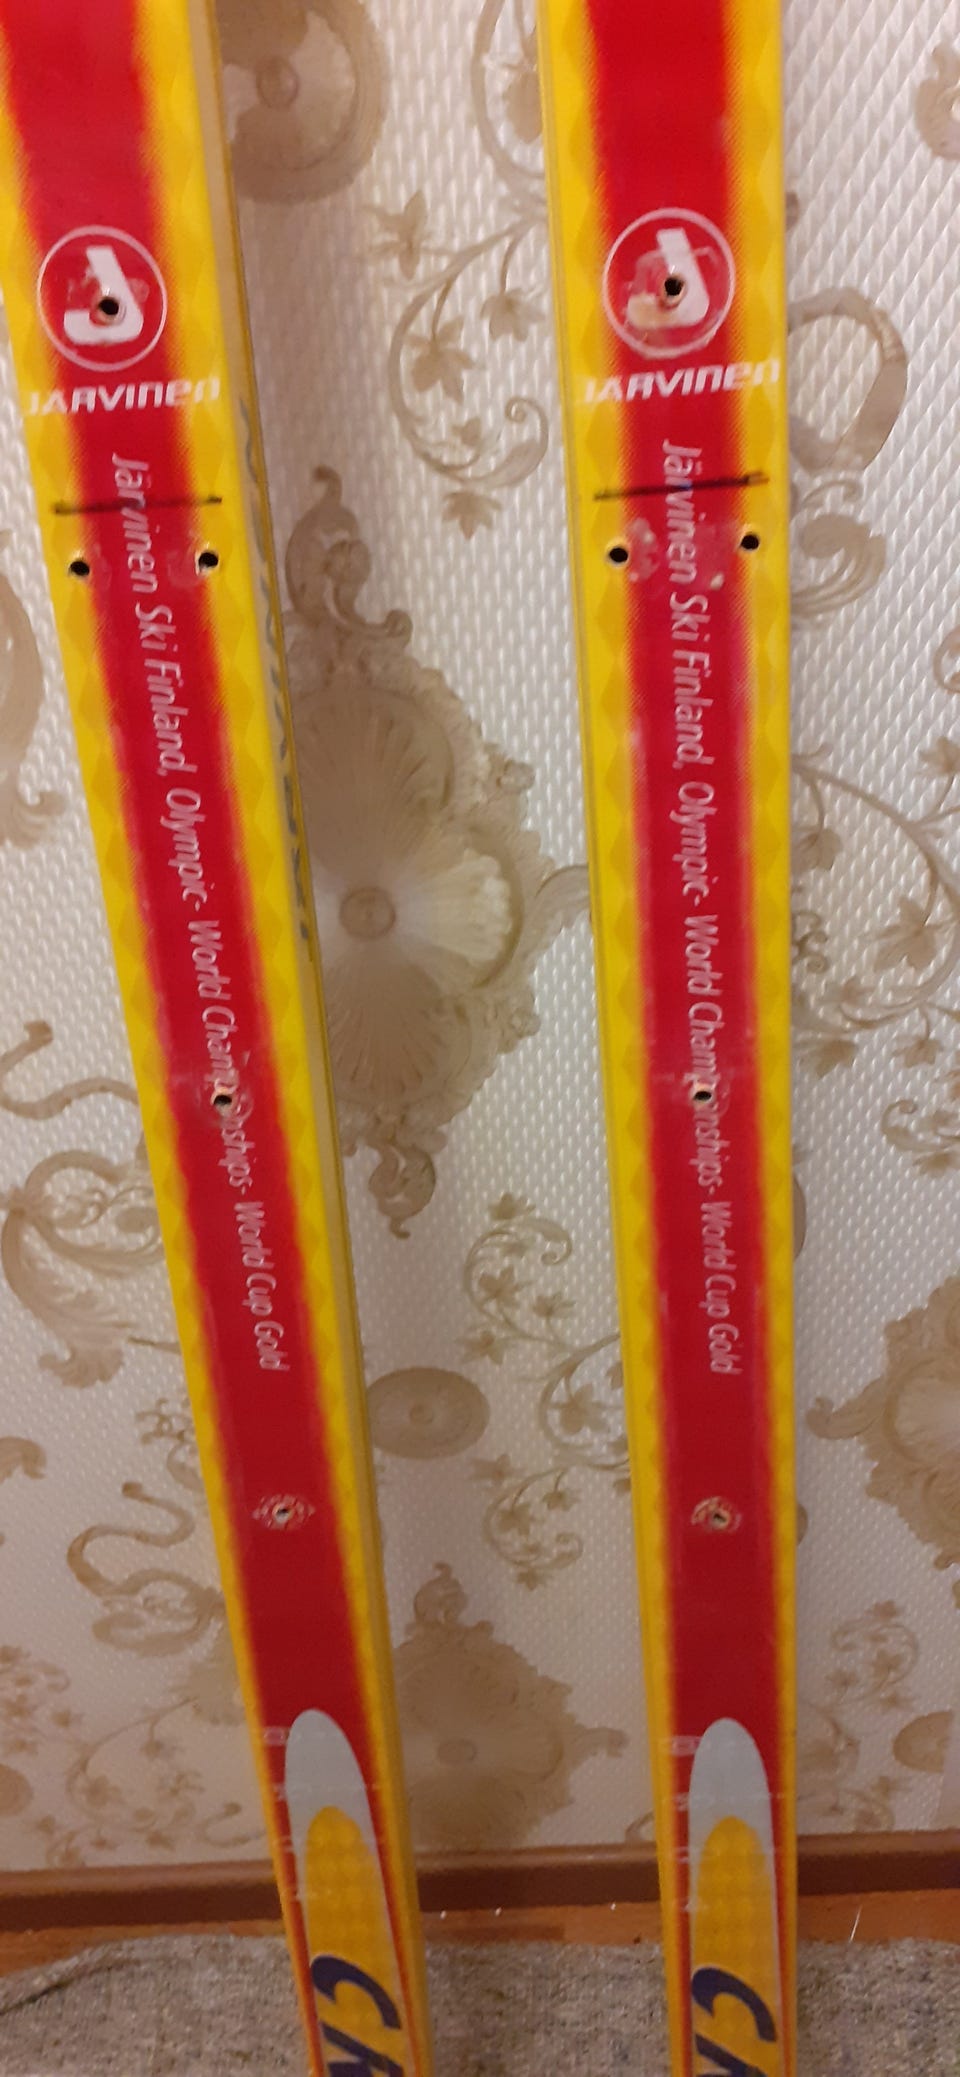 JARVINEN
JARVINEN
Järvinen Ski Finland, Olympic- World Championships- World Cup Gold
Järvinen Ski Finland, Olympic- World Championships- World Cup Gold